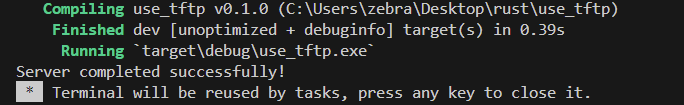 Compiling use_tftp v0.1.0 (C:\Users\zebra\Desktop\rust\use_tftp)
Finished dev [unoptimized + debuginfo] target(s) in 0.39s
Running `target\debug\use_tftp.exe`
Server completed successfully!
* Terminal will be reused by tasks, press any key to close it.